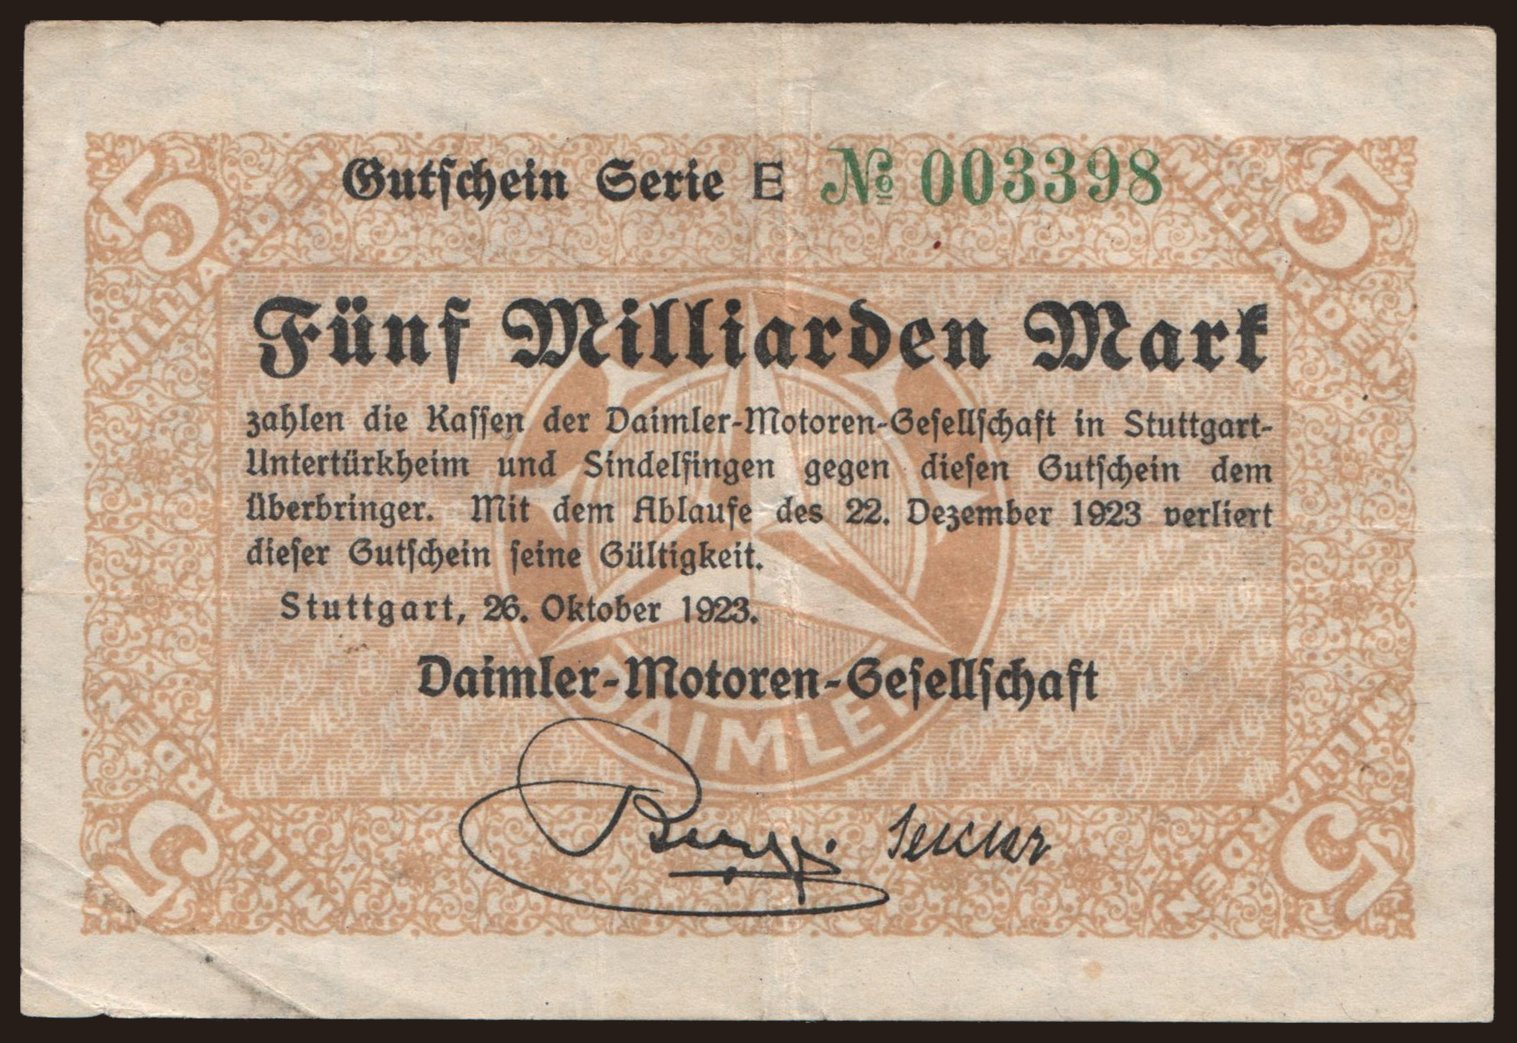 Gutschein Serie E № 003398
5 MILLIARDEN
5 MILLIARDEN
Fünf Milliarden Mark
zahlen die Kassen der Daimler-Motoren-Gesellschaft in Stuttgart-
Untertürkheim und Sindelfingen gegen diesen Gutschein dem
Überbringer. Mit dem Ablaufe des 22. Dezember 1923 verliert
dieser Gutschein seine Gültigkeit.
Stuttgart, 26. Oktober 1923.
Daimler-Motoren-Gesellschaft
DAIMLER
5 MILLIARDEN
5 MILLIARDEN